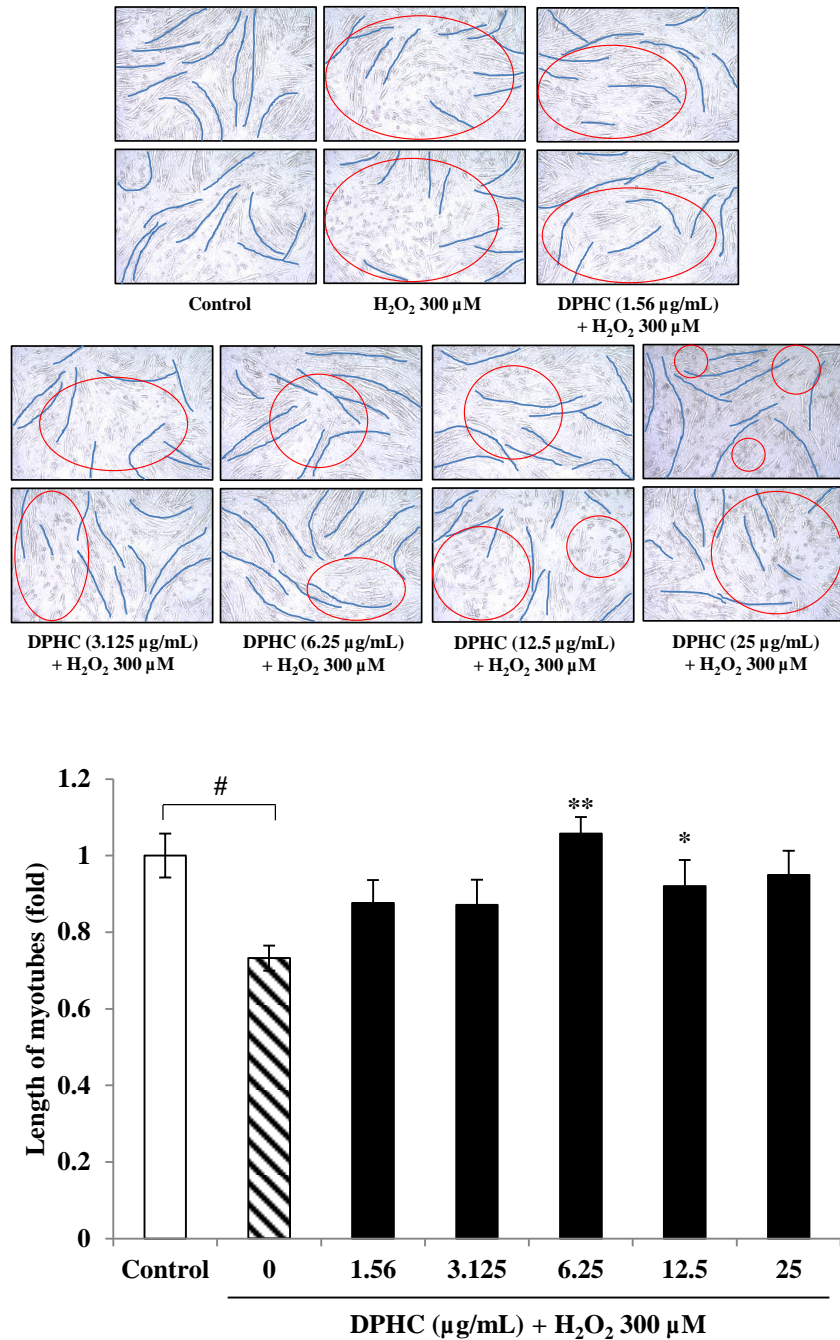 Control
H₂O₂ 300 µM
DPHC (1.56 µg/mL)
+ H₂O₂ 300 µM
DPHC (3.125 µg/mL)
+ H₂O₂ 300 µM
DPHC (6.25 µg/mL)
+ H₂O₂ 300 µM
DPHC (12.5 µg/mL)
+ H₂O₂ 300 µM
DPHC (25 µg/mL)
+ H₂O₂ 300 µM
Length of myotubes (fold)
1.2
1
0.8
0.6
0.4
0.2
0
#
**
*
Control 0 1.56 3.125 6.25 12.5 25
DPHC (µg/mL) + H₂O₂ 300 µM